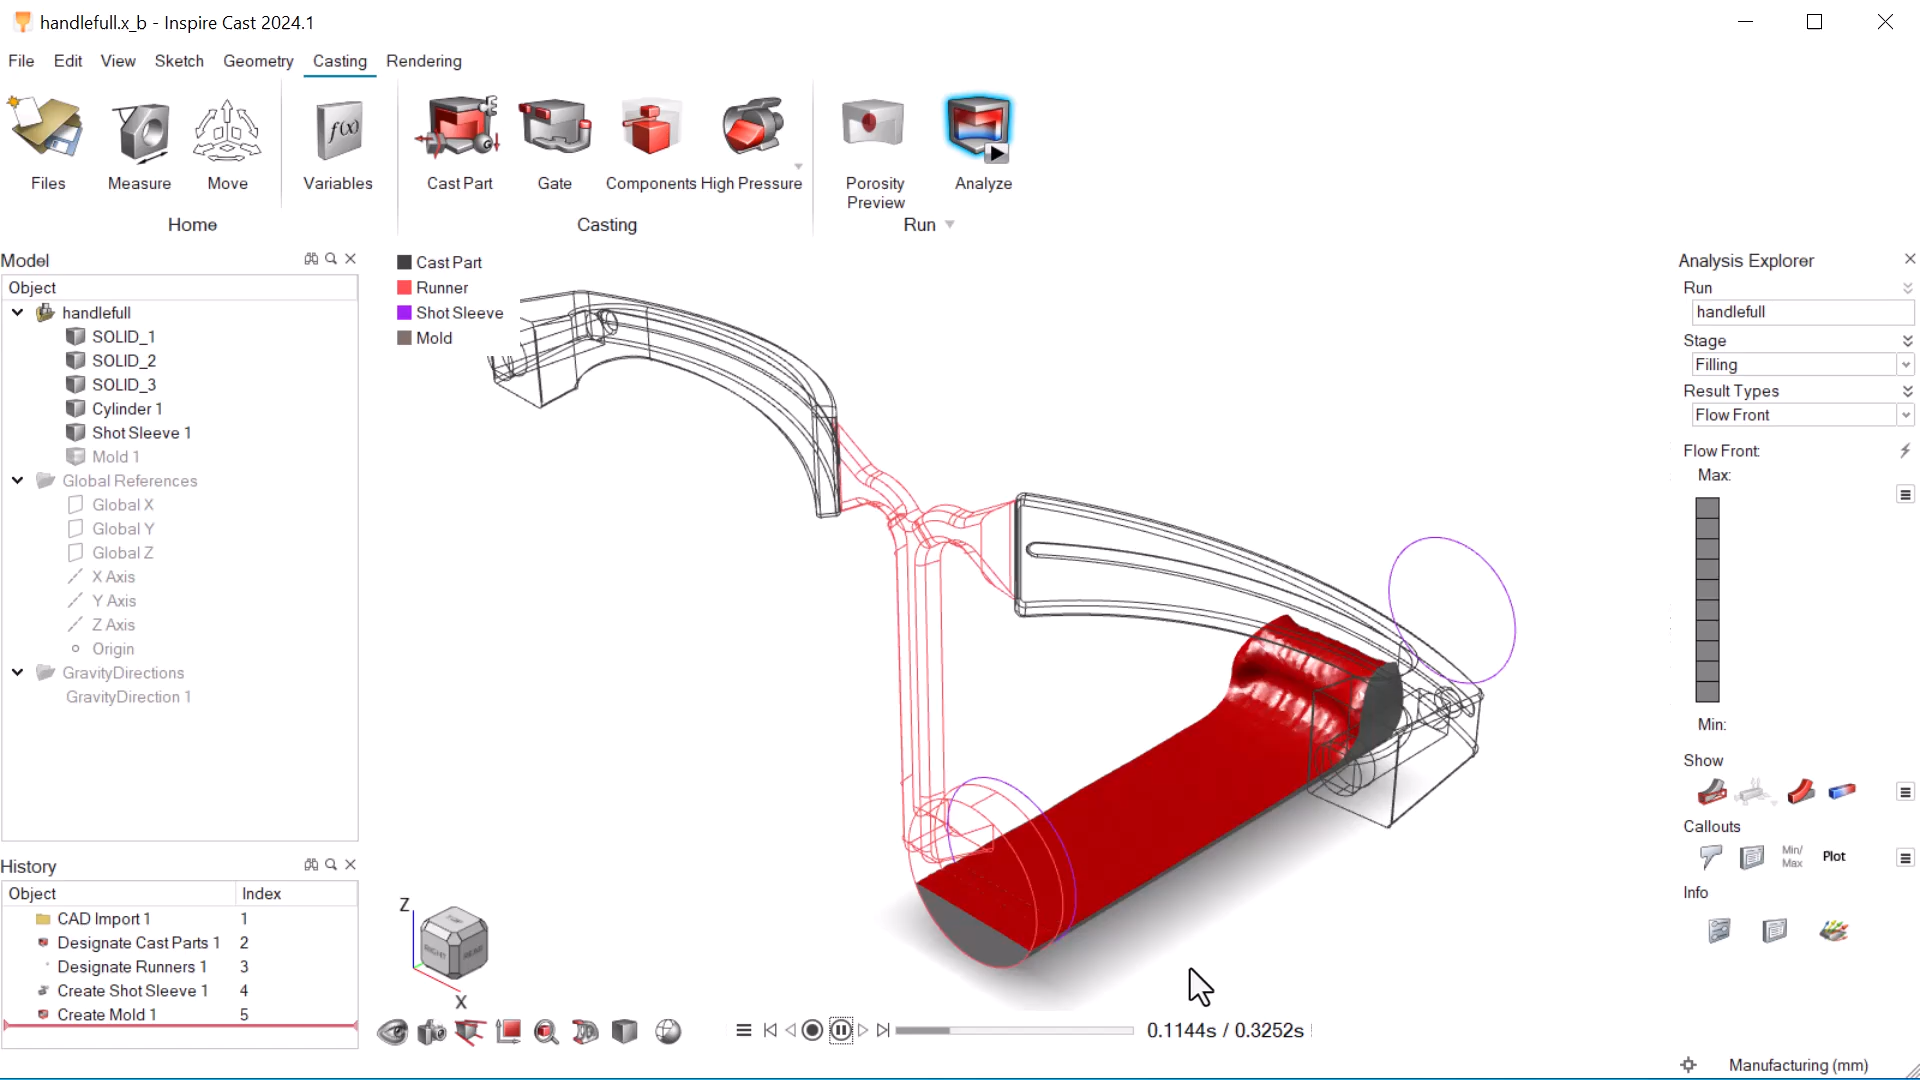 handlefull.x_b - Inspire Cast 2024.1
File Edit View Sketch Geometry Casting Rendering
f(x)
Files Measure Move Variables Cast Part Gate Components High Pressure Porosity Preview Analyze
Home Casting Run
Model
Object
handlefull
SOLID_1
SOLID_2
SOLID_3
Cylinder 1
Shot Sleeve 1
Mold 1
Global References
Global X
Global Y
Global Z
X Axis
Y Axis
Z Axis
Origin
GravityDirections
GravityDirection 1
History
Object Index
CAD Import 1 1
Designate Cast Parts 1 2
Designate Runners 1 3
Create Shot Sleeve 1 4
Create Mold 1 5
Cast Part
Runner
Shot Sleeve
Mold
Z
TOP
RIGHT REAR
X
0.1144s / 0.3252s
Analysis Explorer
Run
handlefull
Stage
Filling
Result Types
Flow Front
Flow Front:
Max:
Min:
Show
Callouts
Min/
Max
Plot
Info
Manufacturing (mm)